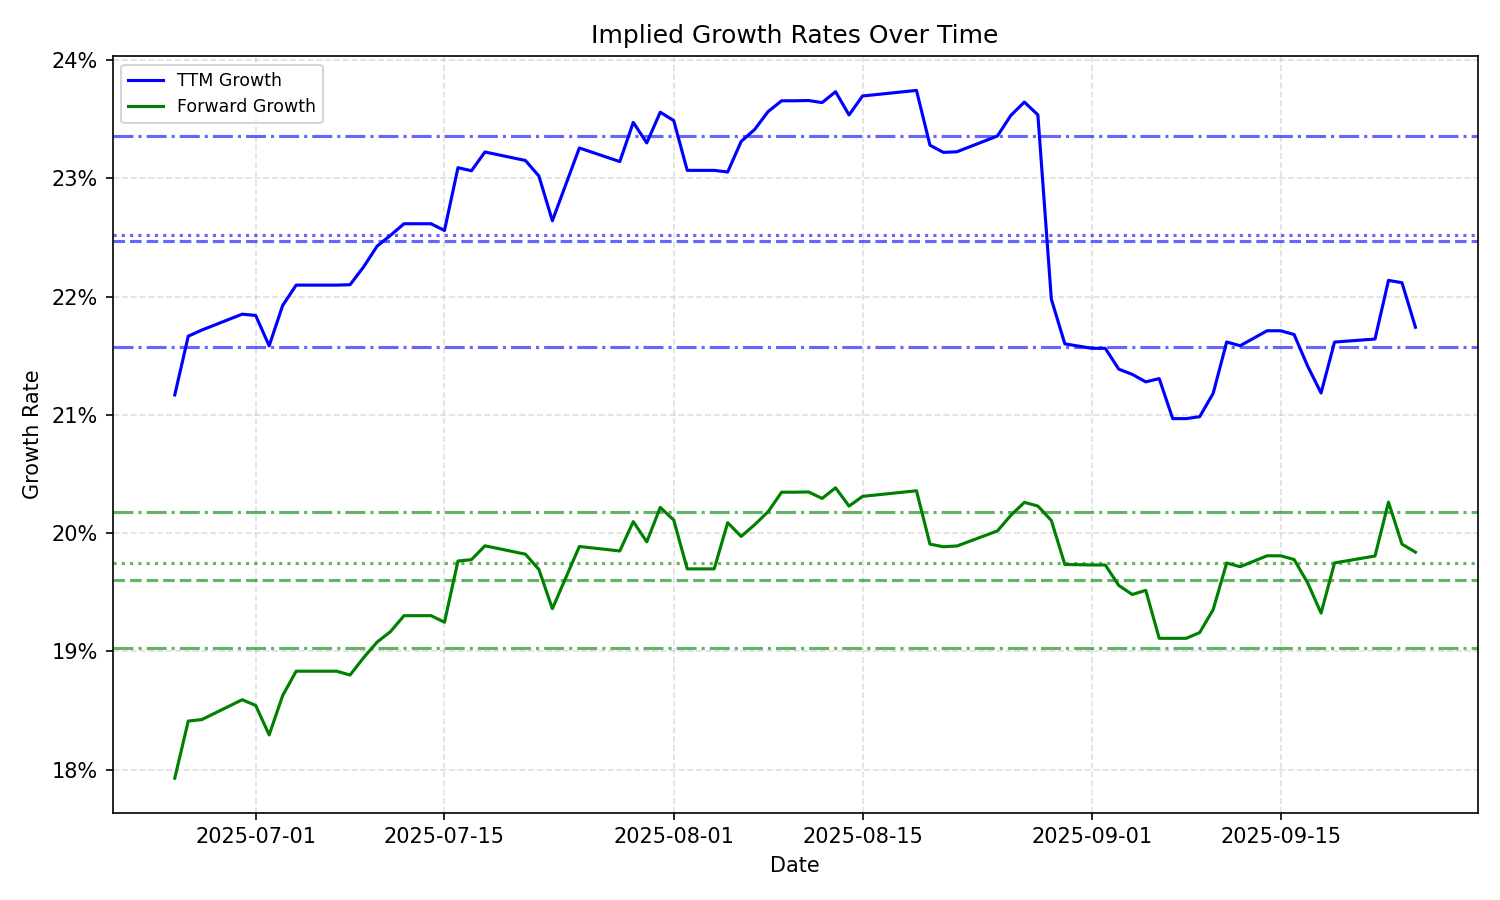 Implied Growth Rates Over Time
TTM Growth
Forward Growth
24%
23%
22%
21%
20%
19%
18%
Growth Rate
2025-07-01
2025-07-15
2025-08-01
2025-08-15
2025-09-01
2025-09-15
Date